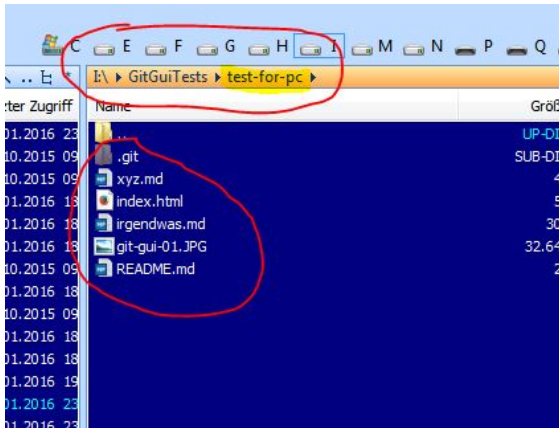 C E F G H I M N P Q
.. *
I:\ GitGuiTests test-for-pc
zter Zugriff Name Größ
01.2016 23 .. UP-DI
10.2015 09 .git SUB-DI
10.2015 09 xyz.md 4
01.2016 18 index.html 5
01.2016 18 irgendwas.md 30
01.2016 18 git-gui-01.JPG 32.64
10.2015 09 README.md 2
01.2016 18
10.2015 09
01.2016 18
01.2016 18
01.2016 19
01.2016 23
01.2016 23